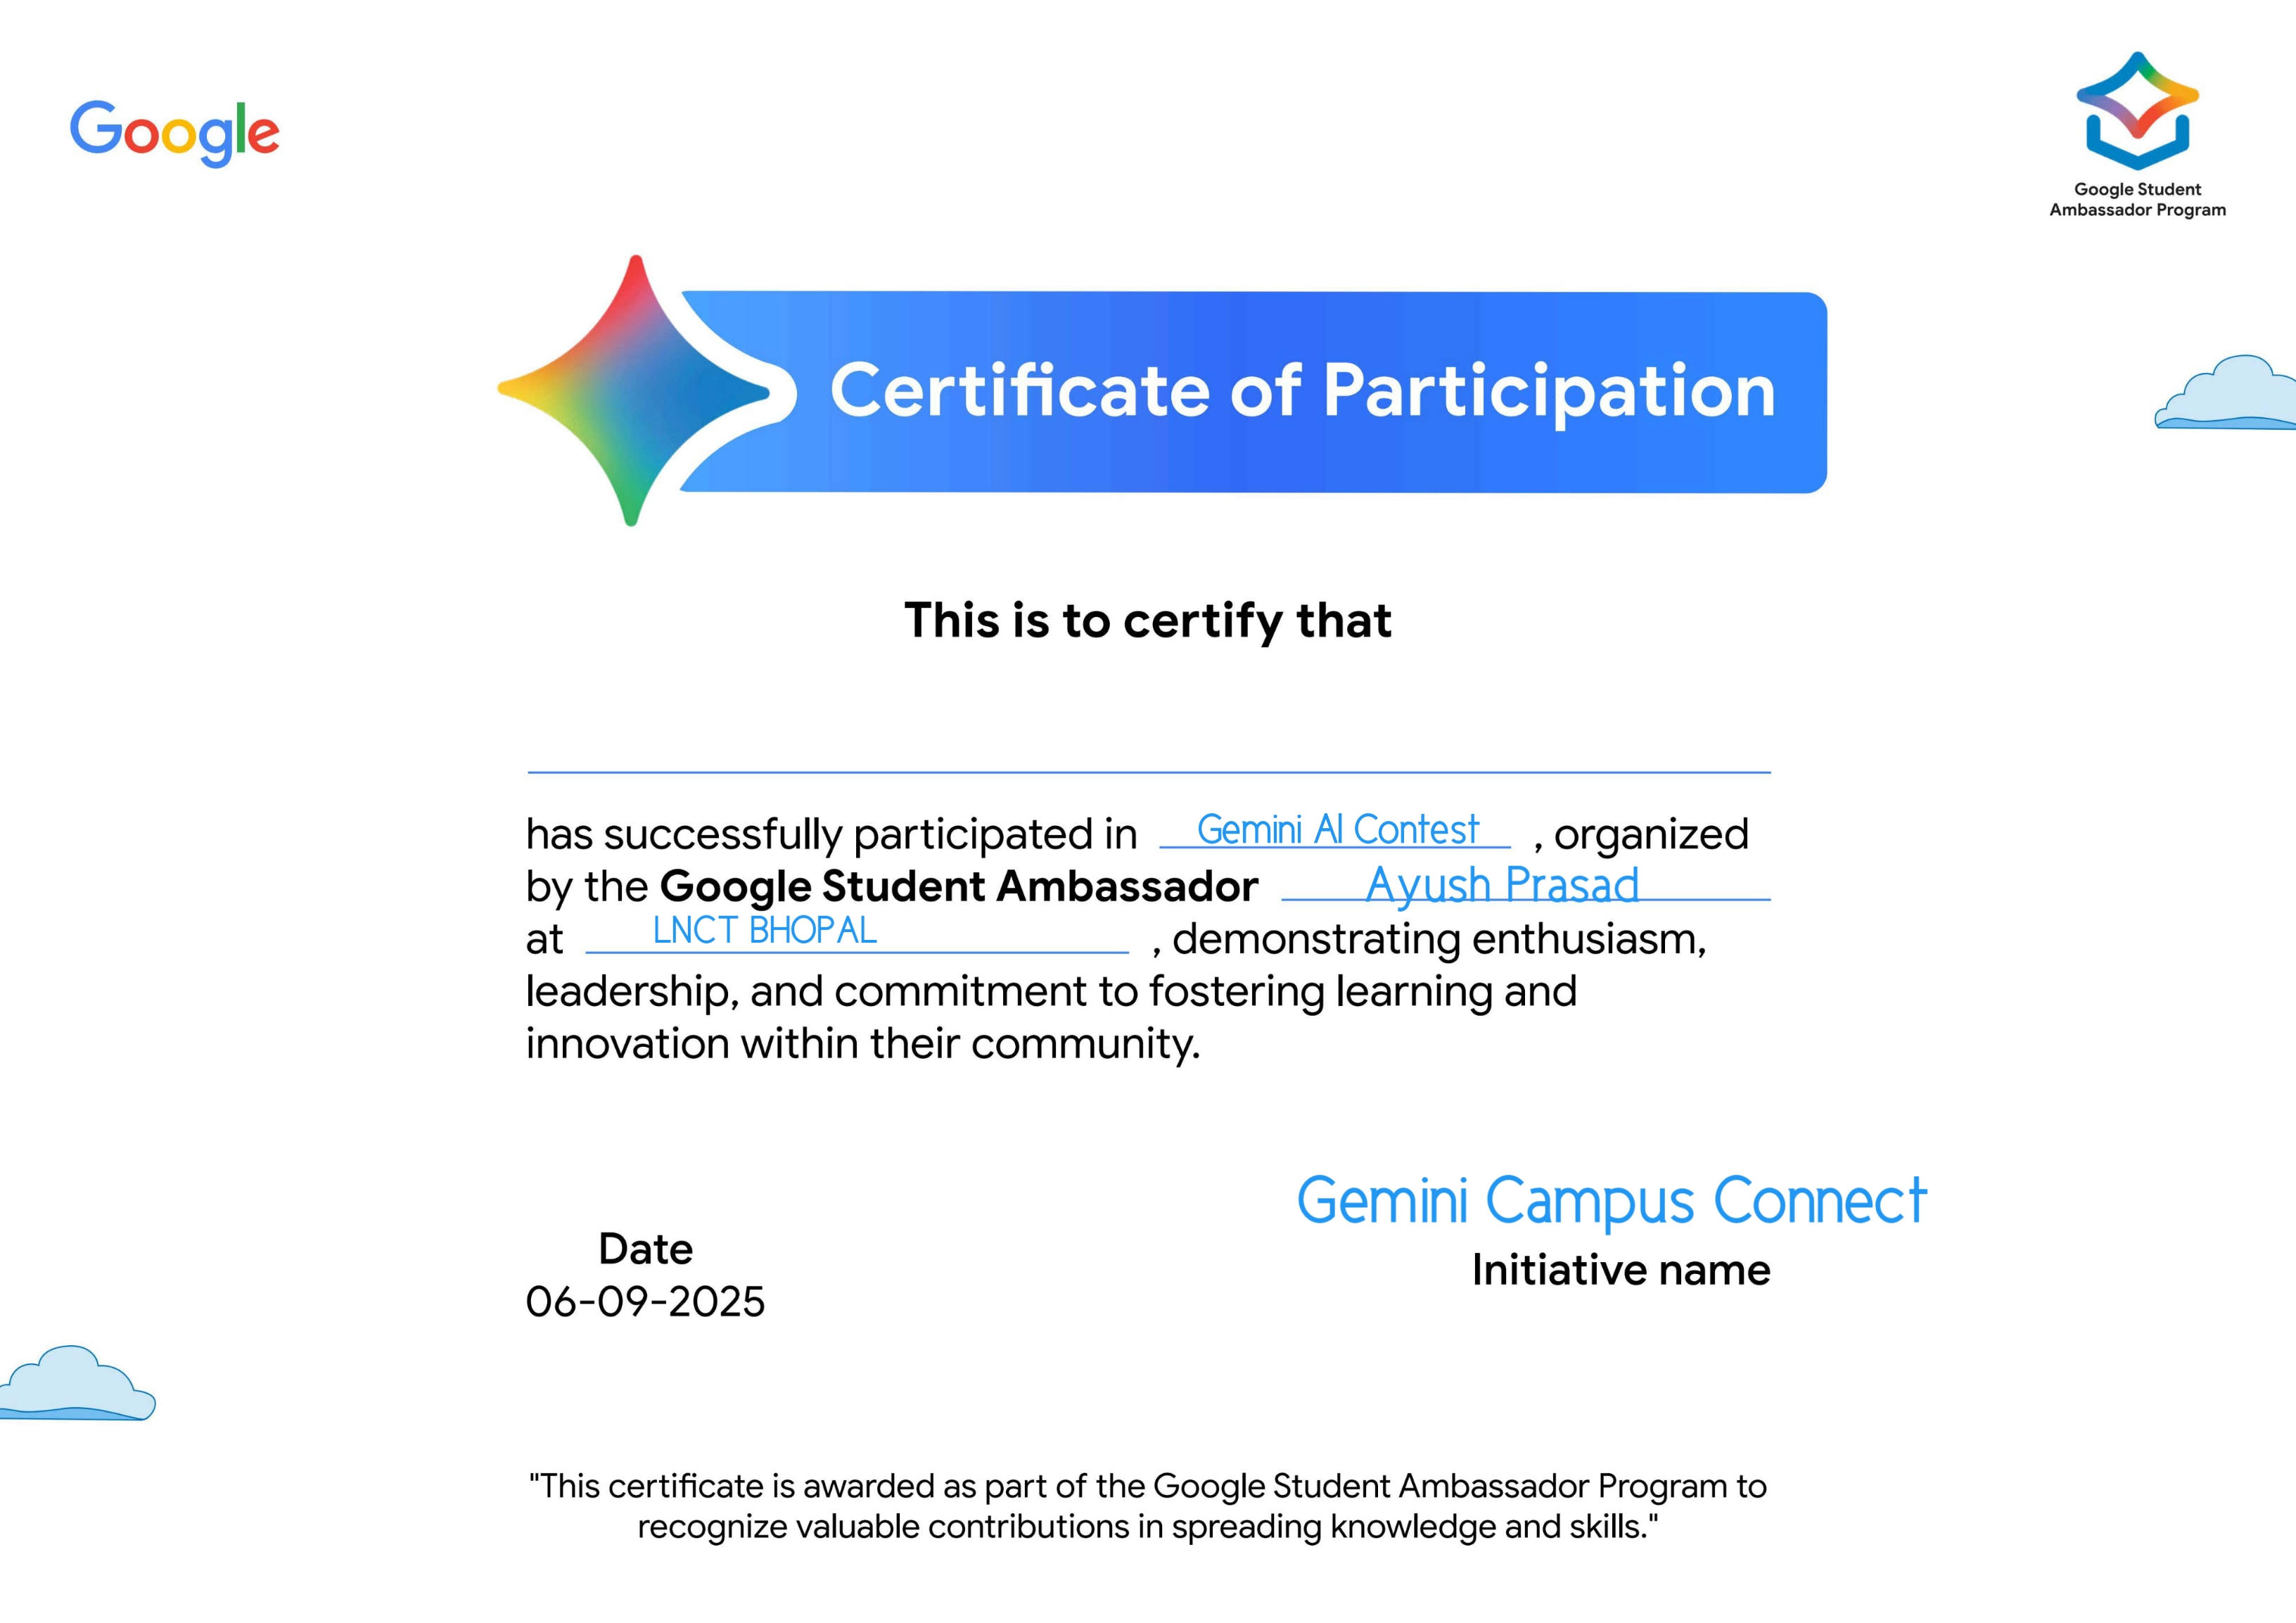 Google
Google Student
Ambassador Program
Certificate of Participation
This is to certify that
has successfully participated in Gemini AI Contest , organized
by the Google Student Ambassador Ayush Prasad
at LNCT BHOPAL , demonstrating enthusiasm,
leadership, and commitment to fostering learning and
innovation within their community.
Gemini Campus Connect
Date
Initiative name
06-09-2025
"This certificate is awarded as part of the Google Student Ambassador Program to
recognize valuable contributions in spreading knowledge and skills."